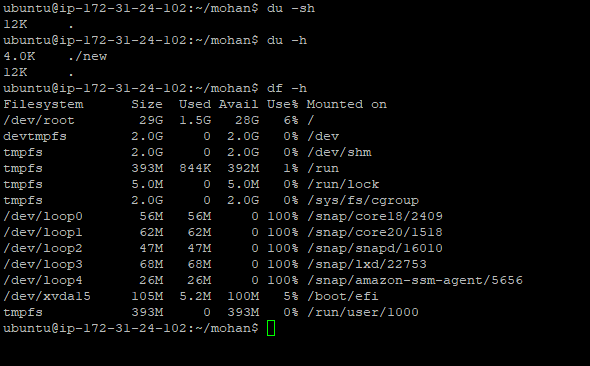 ubuntu@ip-172-31-24-102:~/mohan$ du -sh
12K     .
ubuntu@ip-172-31-24-102:~/mohan$ du -h
4.0K    ./new
12K     .
ubuntu@ip-172-31-24-102:~/mohan$ df -h
Filesystem      Size  Used Avail Use% Mounted on
/dev/root        29G  1.5G   28G   6% /
devtmpfs        2.0G     0  2.0G   0% /dev
tmpfs           2.0G     0  2.0G   0% /dev/shm
tmpfs           393M  844K  392M   1% /run
tmpfs           5.0M     0  5.0M   0% /run/lock
tmpfs           2.0G     0  2.0G   0% /sys/fs/cgroup
/dev/loop0       56M   56M     0 100% /snap/core18/2409
/dev/loop1       62M   62M     0 100% /snap/core20/1518
/dev/loop2       47M   47M     0 100% /snap/snapd/16010
/dev/loop3       68M   68M     0 100% /snap/lxd/22753
/dev/loop4       26M   26M     0 100% /snap/amazon-ssm-agent/5656
/dev/xvda15     105M  5.2M  100M   5% /boot/efi
tmpfs           393M     0  393M   0% /run/user/1000
ubuntu@ip-172-31-24-102:~/mohan$